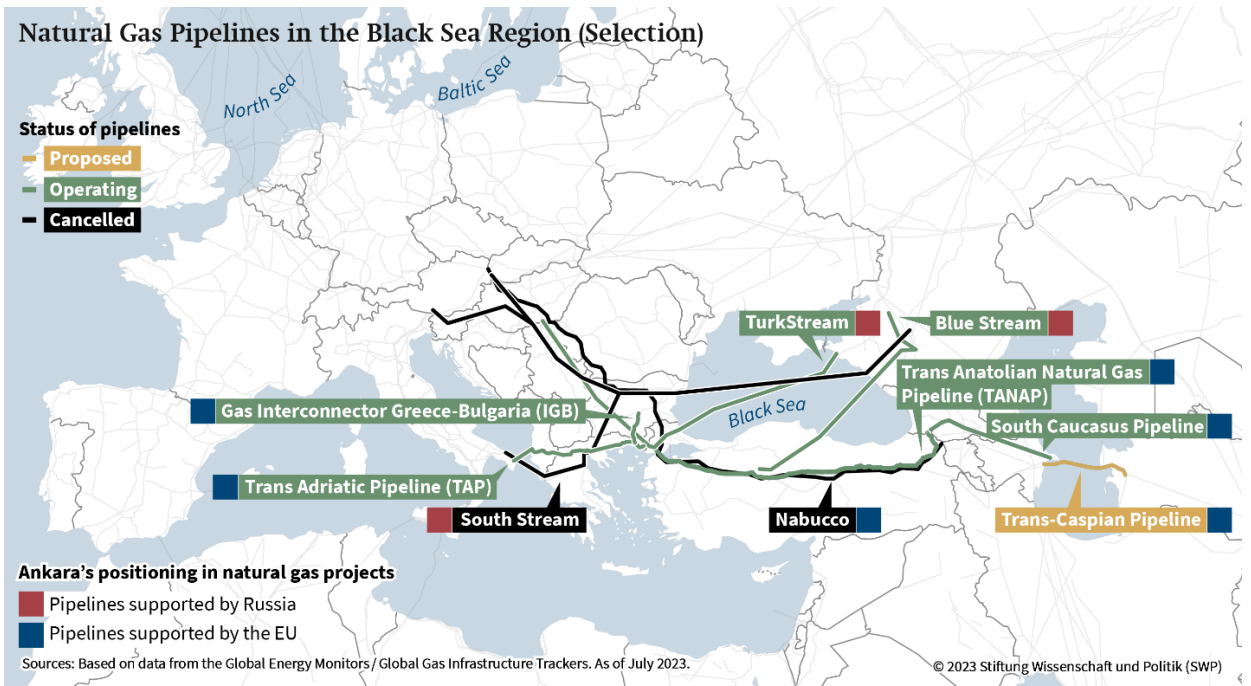 Natural Gas Pipelines in the Black Sea Region (Selection)
North Sea
Baltic Sea
Status of pipelines
Proposed
Operating
Cancelled
TurkStream
Blue Stream
Trans Anatolian Natural Gas
Pipeline (TANAP)
Black Sea
Gas Interconnector Greece-Bulgaria (IGB)
South Caucasus Pipeline
Trans Adriatic Pipeline (TAP)
South Stream
Nabucco
Trans-Caspian Pipeline
Ankara’s positioning in natural gas projects
Pipelines supported by Russia
Pipelines supported by the EU
Sources: Based on data from the Global Energy Monitors / Global Gas Infrastructure Trackers. As of July 2023.
© 2023 Stiftung Wissenschaft und Politik (SWP)